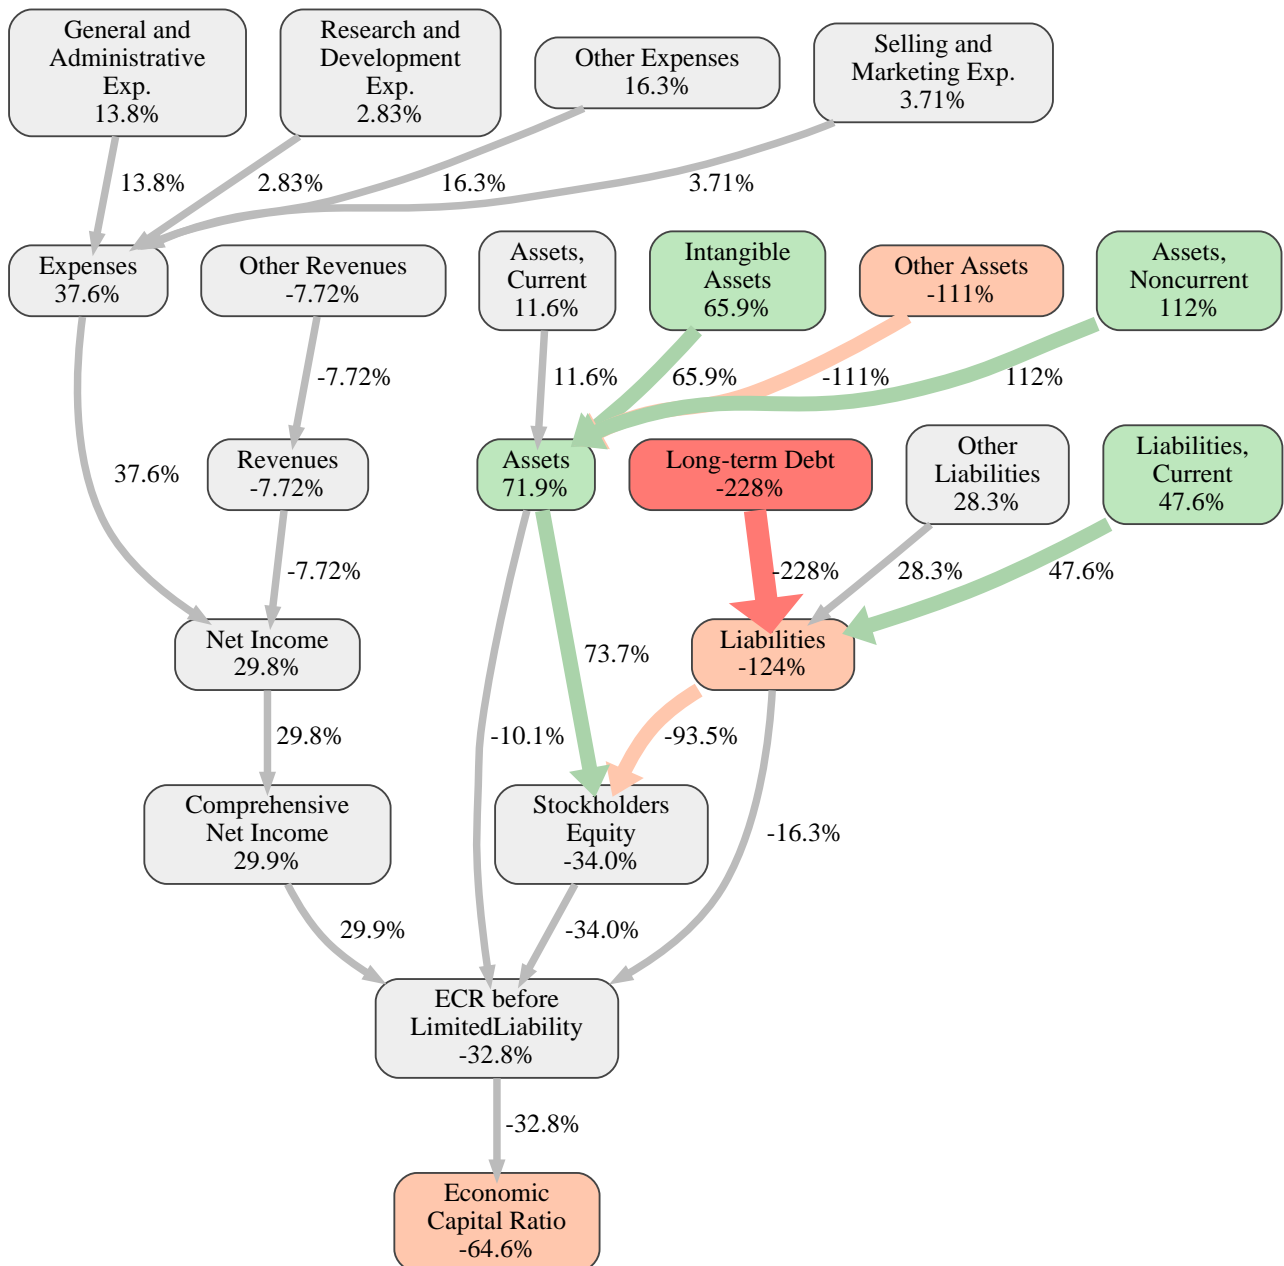 General and
Administrative
Exp.
13.8%
Research and
Development
Exp.
2.83%
Other Expenses
16.3%
Selling and
Marketing Exp.
3.71%
13.8%
2.83%
16.3%
3.71%
Expenses
37.6%
Other Revenues
-7.72%
Assets,
Current
11.6%
Intangible
Assets
65.9%
Other Assets
-111%
Assets,
Noncurrent
112%
-7.72%
11.6%
65.9%
-111%
112%
37.6%
Revenues
-7.72%
Assets
71.9%
Long-term Debt
-228%
Other
Liabilities
28.3%
Liabilities,
Current
47.6%
-7.72%
-228%
28.3%
47.6%
Net Income
29.8%
73.7%
Liabilities
-124%
29.8%
-10.1%
-93.5%
Comprehensive
Net Income
29.9%
Stockholders
Equity
-34.0%
-16.3%
29.9%
-34.0%
ECR before
LimitedLiability
-32.8%
-32.8%
Economic
Capital Ratio
-64.6%